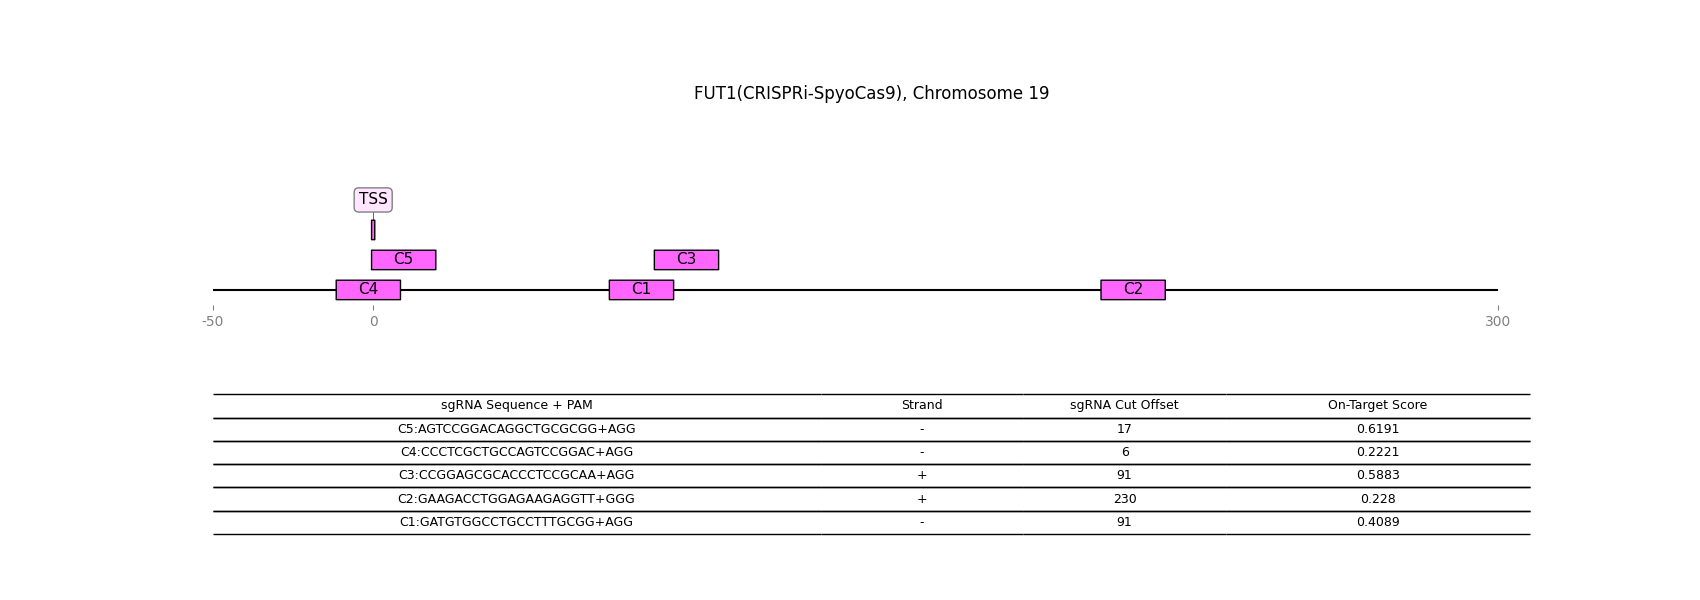 FUT1(CRISPRi-SpyoCas9), Chromosome 19
TSS
C5 C3
C4 C1 C2
-50 0 300
sgRNA Sequence + PAM Strand sgRNA Cut Offset On-Target Score
C5:AGTCCGGACAGGCTGCGCGG+AGG - 17 0.6191
C4:CCCTCGCTGCCAGTCCGGAC+AGG - 6 0.2221
C3:CCGGAGCGCACCCTCCGCAA+AGG + 91 0.5883
C2:GAAGACCTGGAGAAGAGGTT+GGG + 230 0.228
C1:GATGTGGCCTGCCTTTGCGG+AGG - 91 0.4089